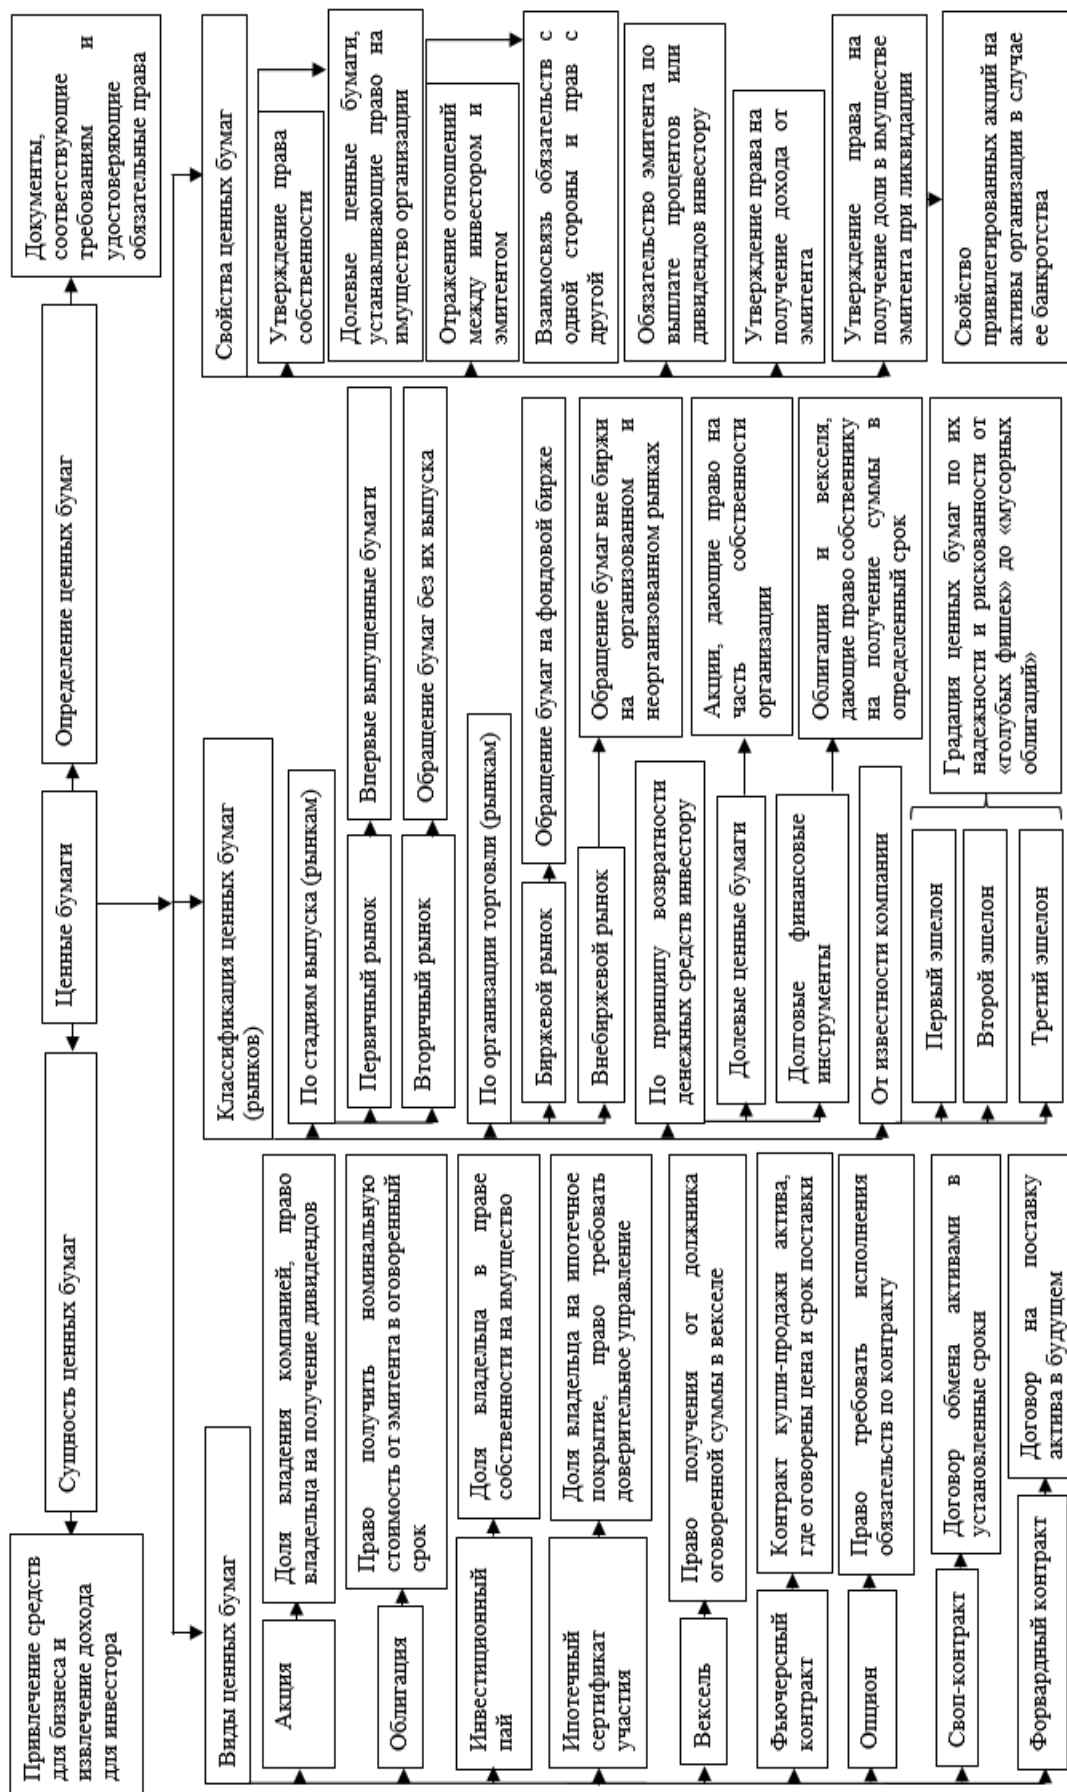 Привлечение средств
для бизнеса и
извлечение дохода
для инвестора
Сущность ценных бумаг
Ценные бумаги
Определение ценных бумаг
Документы,
соответствующие
требованиям и
удостоверяющие
обязательные права
Виды ценных бумаг
Акция
Доля владения компанией, право
владельца на получение дивидендов
Облигация
Право получить номинальную
стоимость от эмитента в оговоренный
срок
Инвестиционный
пай
Доля владельца в праве
собственности на имущество
Ипотечный
сертификат
участия
Доля владельца на ипотечное
покрытие, право требовать
доверительное управление
Вексель
Право получения от должника
оговоренной суммы в векселе
Фьючерсный
контракт
Контракт купли-продажи актива,
где оговорены цена и срок поставки
Опцион
Право требовать исполнения
обязательств по контракту
Своп-контракт
Договор обмена активами в
установленные сроки
Форвардный контракт
Договор на поставку
актива в будущем
Классификация ценных бумаг
(рынков)
По стадиям выпуска (рынкам)
Первичный рынок
Впервые выпущенные бумаги
Вторичный рынок
Обращение бумаг без их выпуска
По организации торговли (рынкам)
Биржевой рынок
Обращение бумаг на фондовой бирже
Внебиржевой рынок
Обращение бумаг вне биржи
на организованном и
неорганизованном рынках
По принципу возвратности
денежных средств инвестору
Долевые ценные бумаги
Акции, дающие право на
часть собственности
организации
Долговые финансовые
инструменты
Облигации и векселя,
дающие право собственнику
на получение суммы в
определенный срок
От известности компании
Первый эшелон
Второй эшелон
Третий эшелон
Градация ценных бумаг по их
надежности и рискованности от
«голубых фишек» до «мусорных
облигаций»
Свойства ценных бумаг
Утверждение права
собственности
Долевые ценные бумаги,
устанавливающие право на
имущество организации
Отражение отношений
между инвестором и
эмитентом
Взаимосвязь обязательств с
одной стороны и прав с
другой
Обязательство эмитента по
выплате процентов или
дивидендов инвестору
Утверждение права на
получение дохода от
эмитента
Утверждение права на
получение доли в имуществе
эмитента при ликвидации
Свойство
привилегированных акций на
активы организации в случае
ее банкротства